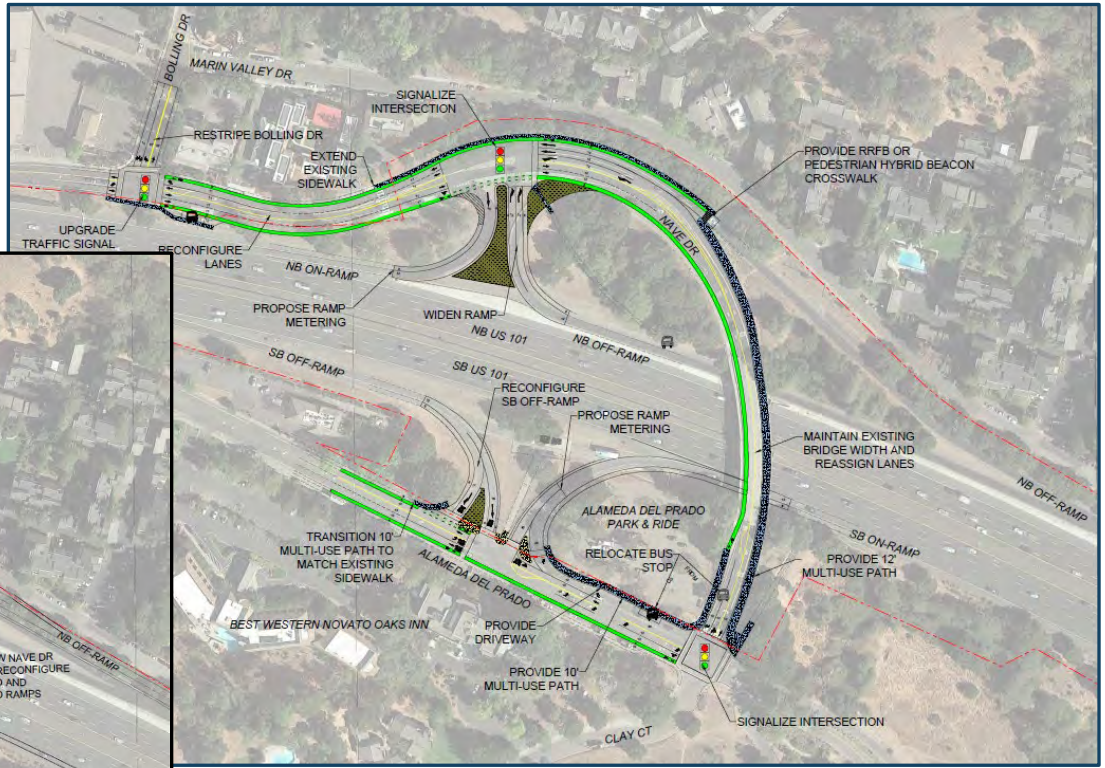 BOLLING DR
MARIN VALLEY DR
SIGNALIZE
INTERSECTION
RESTRIPE BOLLING DR
EXTEND
EXISTING
SIDEWALK
PROVIDE RRFB OR
PEDESTRIAN HYBRID BEACON
CROSSWALK
UPGRADE
TRAFFIC SIGNAL
RECONFIGURE
LANES
NAVE DR
NB ON-RAMP
PROPOSE RAMP
METERING
WIDEN RAMP
NB US 101
NB OFF-RAMP
SB OFF-RAMP
SB US 101
RECONFIGURE
SB OFF-RAMP
PROPOSE RAMP
METERING
MAINTAIN EXISTING
BRIDGE WIDTH AND
REASSIGN LANES
NB OFF-RAMP
ALAMEDA DEL PRADO
PARK & RIDE
SB ON-RAMP
TRANSITION 10'
MULTI-USE PATH TO
MATCH EXISTING
SIDEWALK
RELOCATE BUS
STOP
PROVIDE 12'
MULTI-USE PATH
ALAMEDA DEL PRADO
BEST WESTERN NOVATO OAKS INN
PROVIDE
DRIVEWAY
PROVIDE 10'
MULTI-USE PATH
SIGNALIZE INTERSECTION
CLAY CT
NB OFF-RAMP
NAVE DR
RECONFIGURE
AND
RAMPS